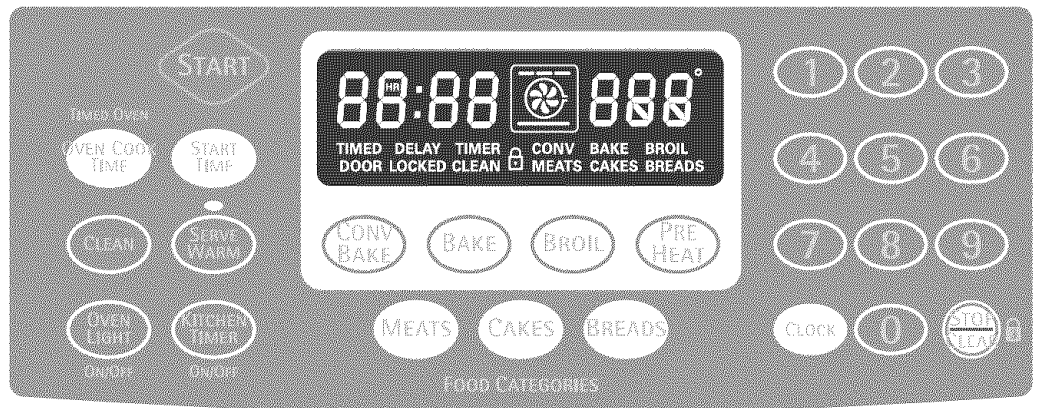 START
TIMED OVEN
OVEN COOK
TIME
START
TIME
CLEAN
SERVE
WARM
OVEN
LIGHT
ON/OFF
KITCHEN
TIMER
ON/OFF
88:88 888°
HR
TIMED DELAY TIMER CONV BAKE BROIL
DOOR LOCKED CLEAN MEATS CAKES BREADS
CONV
BAKE
BAKE
BROIL
PRE
HEAT
MEATS
CAKES
BREADS
FOOD CATEGORIES
1 2 3
4 5 6
7 8 9
CLOCK
0
STOP
CLEAR